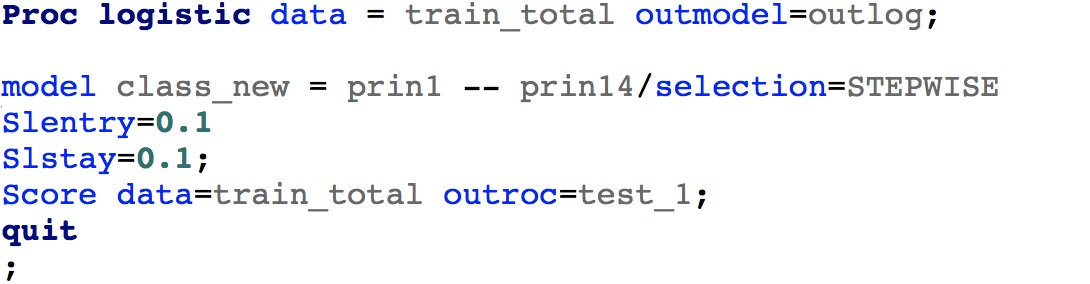 Proc logistic data = train_total outmodel=outlog;
model class_new = prin1 -- prin14/selection=STEPWISE
Slentry=0.1
Slstay=0.1;
Score data=train_total outroc=test_1;
quit
;